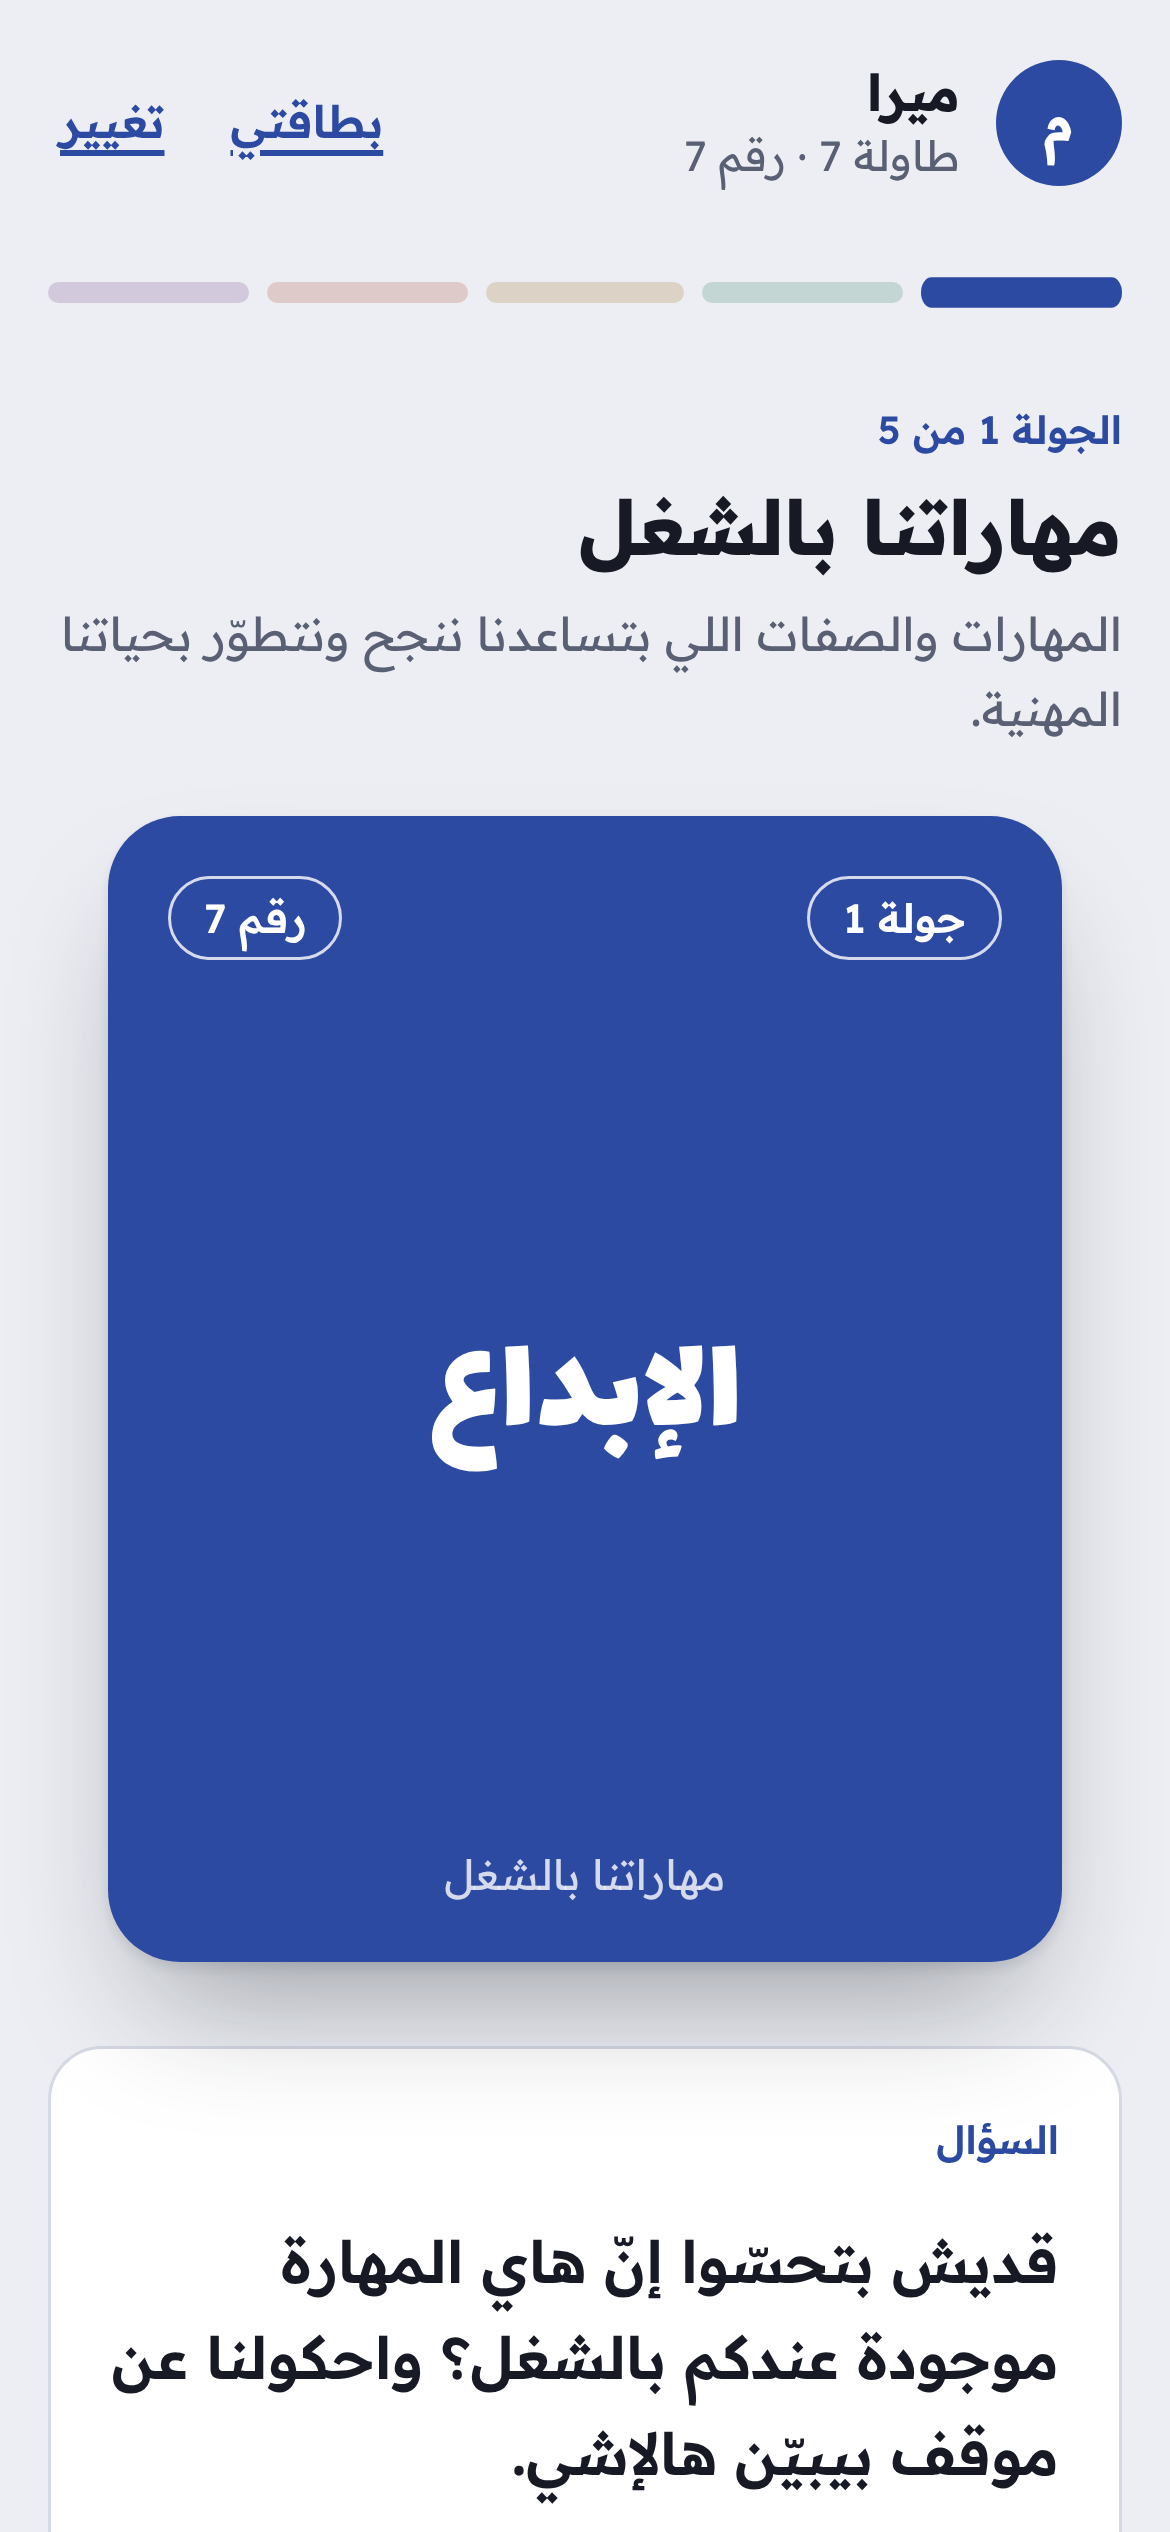 م
ميرا
طاولة 7 · رقم 7
بطاقتي
تغيير
الجولة 1 من 5
مهاراتنا بالشغل
المهارات والصفات اللي بتساعدنا ننجح ونتطوّر بحياتنا
المهنية.
جولة 1
رقم 7
الإبداع
مهاراتنا بالشغل
السؤال
قديش بتحسّوا إنّ هاي المهارة
موجودة عندكم بالشغل؟ واحكولنا عن
موقف بيبيّن هالإشي.